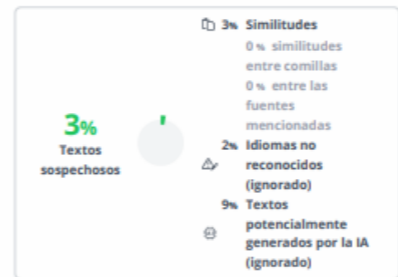 3%
Textos
sospechosos
3% Similitudes
0 % similitudes
entre comillas
0 % entre las
fuentes
mencionadas
2% Idiomas no
reconocidos
(ignorado)
9% Textos
potencialmente
generados por la IA
(ignorado)